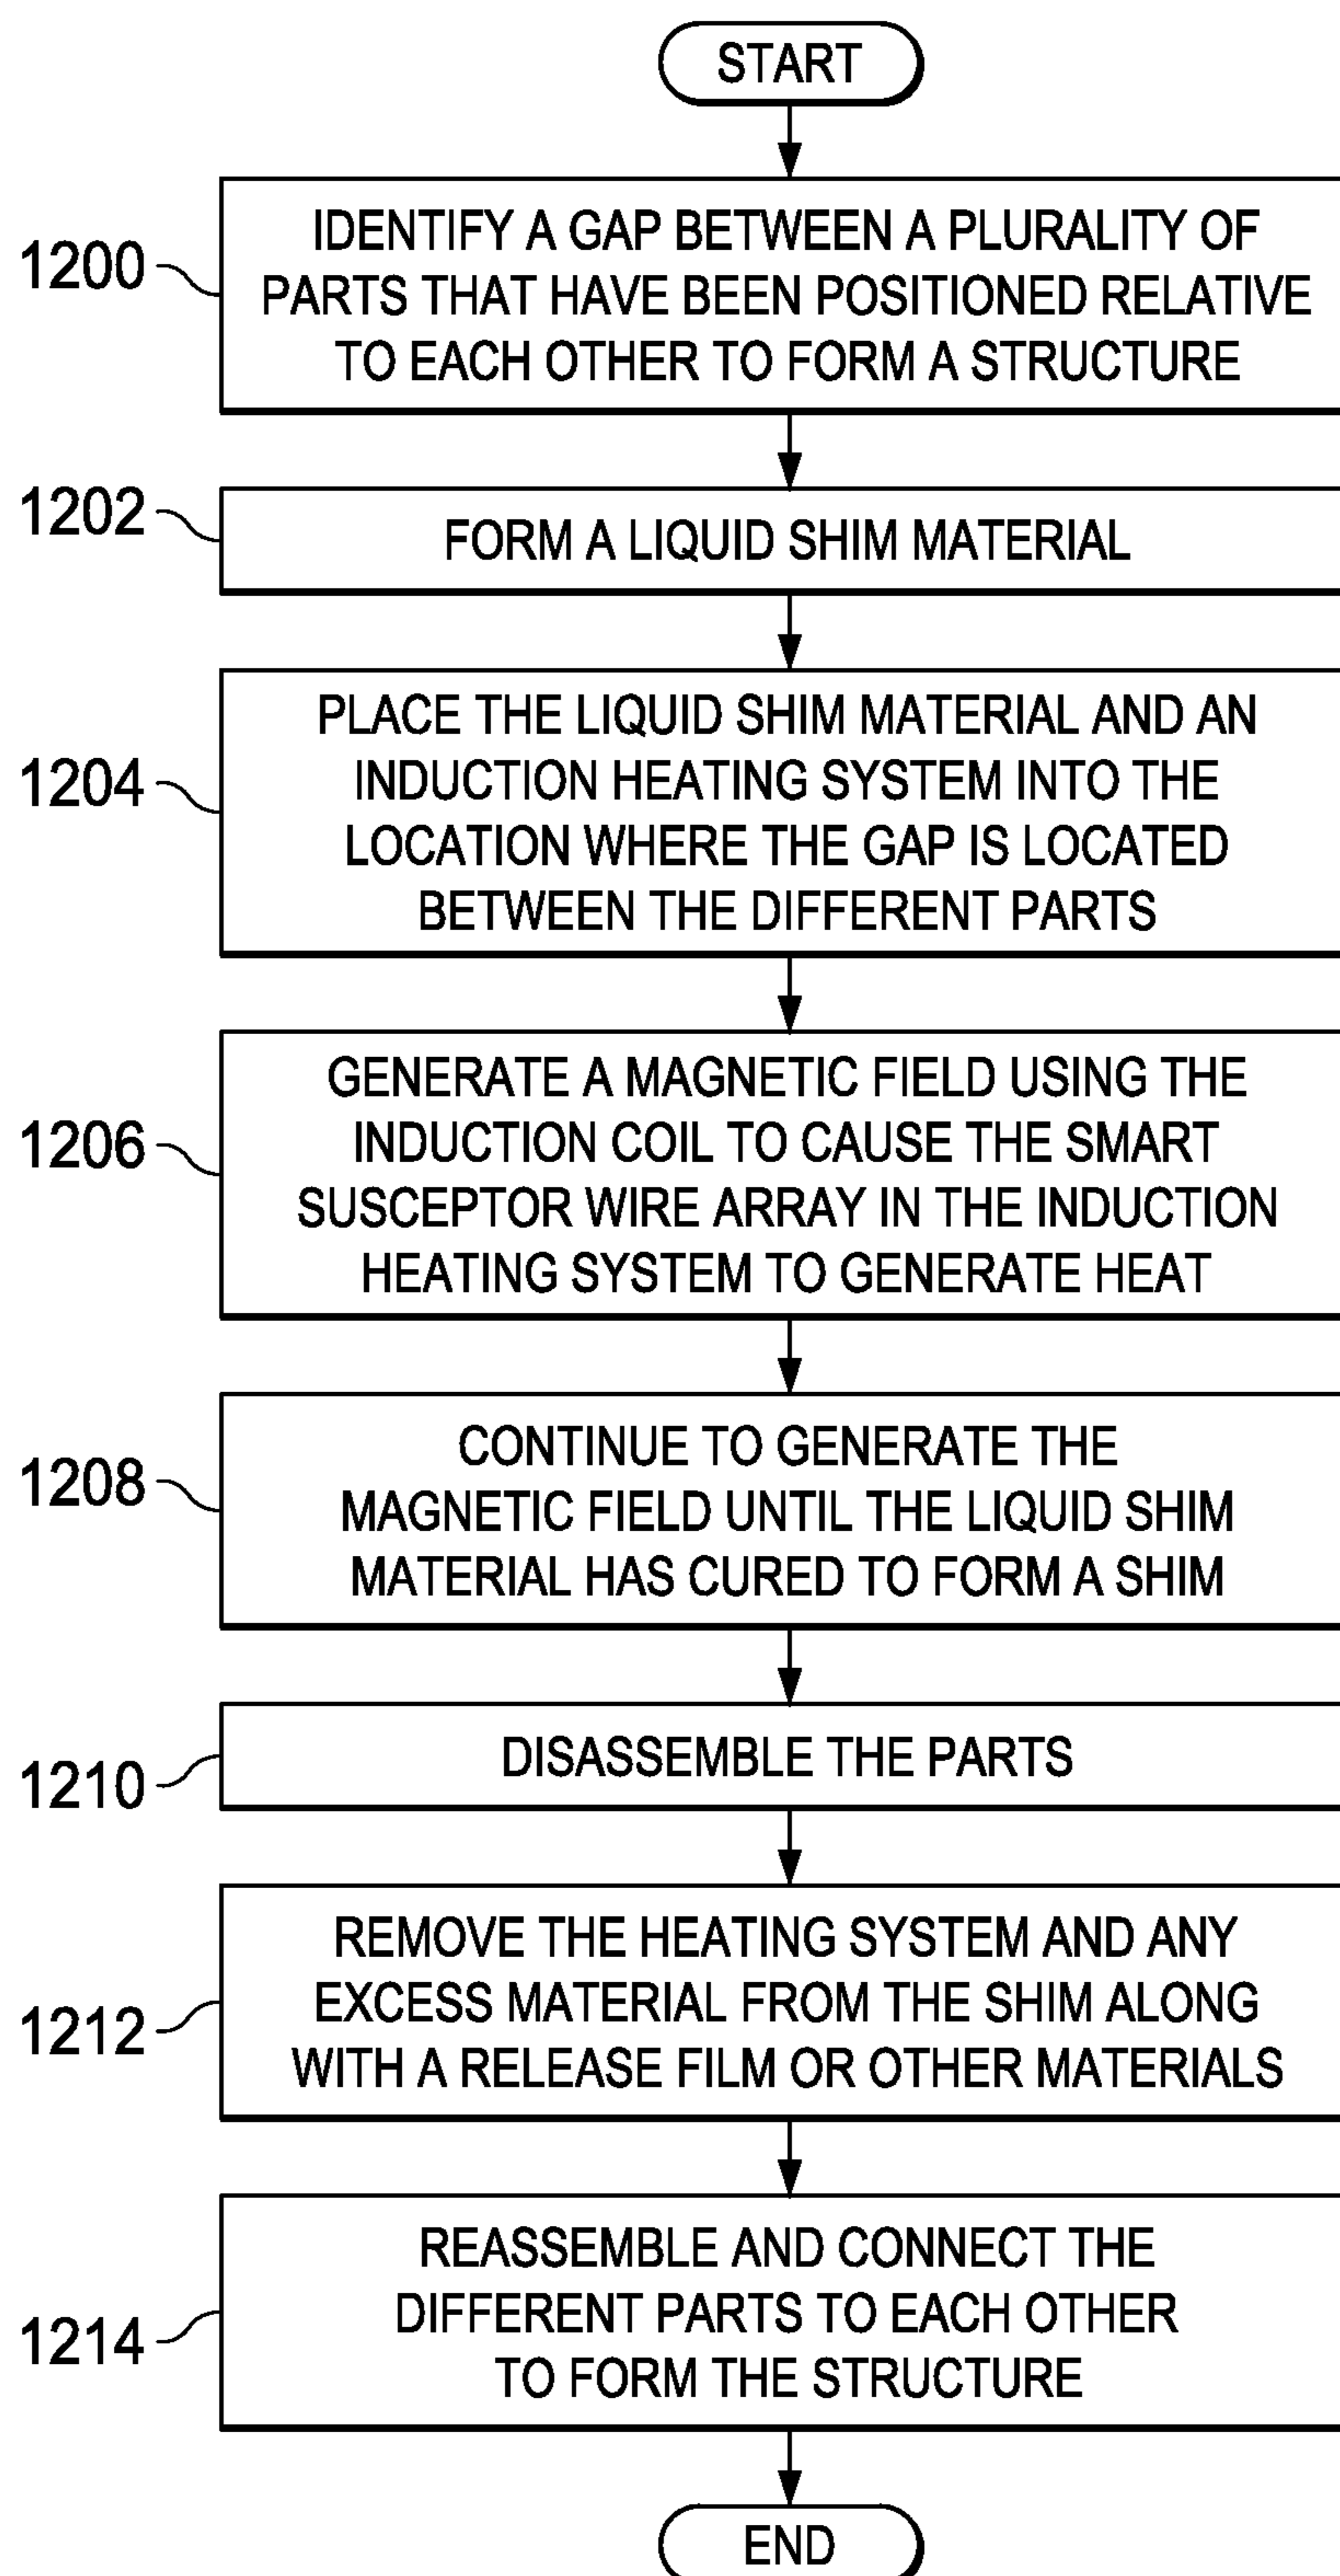 START
1200
IDENTIFY A GAP BETWEEN A PLURALITY OF
PARTS THAT HAVE BEEN POSITIONED RELATIVE
TO EACH OTHER TO FORM A STRUCTURE
1202
FORM A LIQUID SHIM MATERIAL
1204
PLACE THE LIQUID SHIM MATERIAL AND AN
INDUCTION HEATING SYSTEM INTO THE
LOCATION WHERE THE GAP IS LOCATED
BETWEEN THE DIFFERENT PARTS
1206
GENERATE A MAGNETIC FIELD USING THE
INDUCTION COIL TO CAUSE THE SMART
SUSCEPTOR WIRE ARRAY IN THE INDUCTION
HEATING SYSTEM TO GENERATE HEAT
1208
CONTINUE TO GENERATE THE
MAGNETIC FIELD UNTIL THE LIQUID SHIM
MATERIAL HAS CURED TO FORM A SHIM
1210
DISASSEMBLE THE PARTS
1212
REMOVE THE HEATING SYSTEM AND ANY
EXCESS MATERIAL FROM THE SHIM ALONG
WITH A RELEASE FILM OR OTHER MATERIALS
1214
REASSEMBLE AND CONNECT THE
DIFFERENT PARTS TO EACH OTHER
TO FORM THE STRUCTURE
END